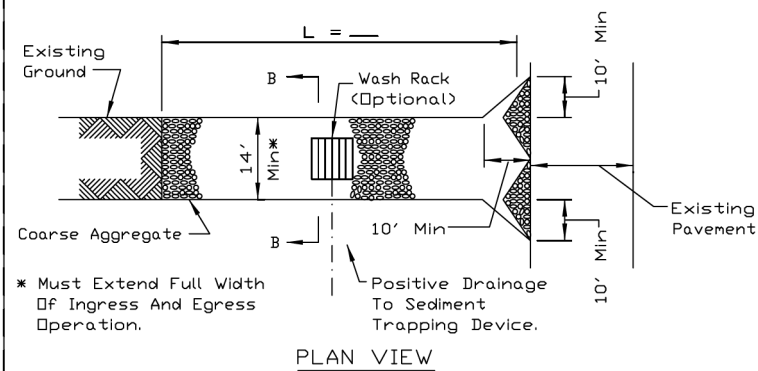 L = ___
Existing
Ground
B
Wash Rack
(Optional)
10' Min
14'
Min*
Coarse Aggregate
B
10' Min
10' Min
Existing
Pavement
* Must Extend Full Width
Of Ingress And Egress
Operation.
Positive Drainage
To Sediment
Trapping Device.
PLAN VIEW